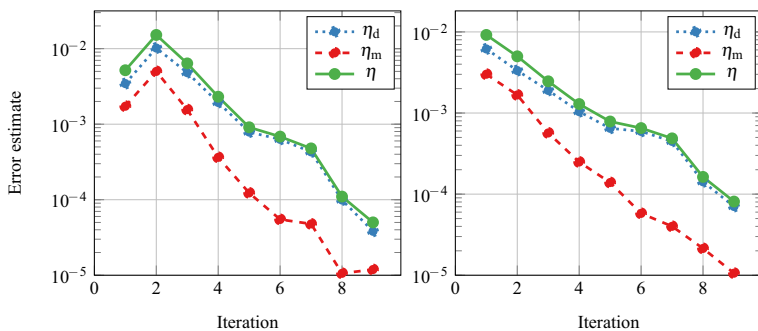 Error estimate
10⁻²
10⁻³
10⁻⁴
10⁻⁵
0 2 4 6 8
Iteration
η_d
η_m
η
10⁻²
10⁻³
10⁻⁴
10⁻⁵
0 2 4 6 8
Iteration
η_d
η_m
η